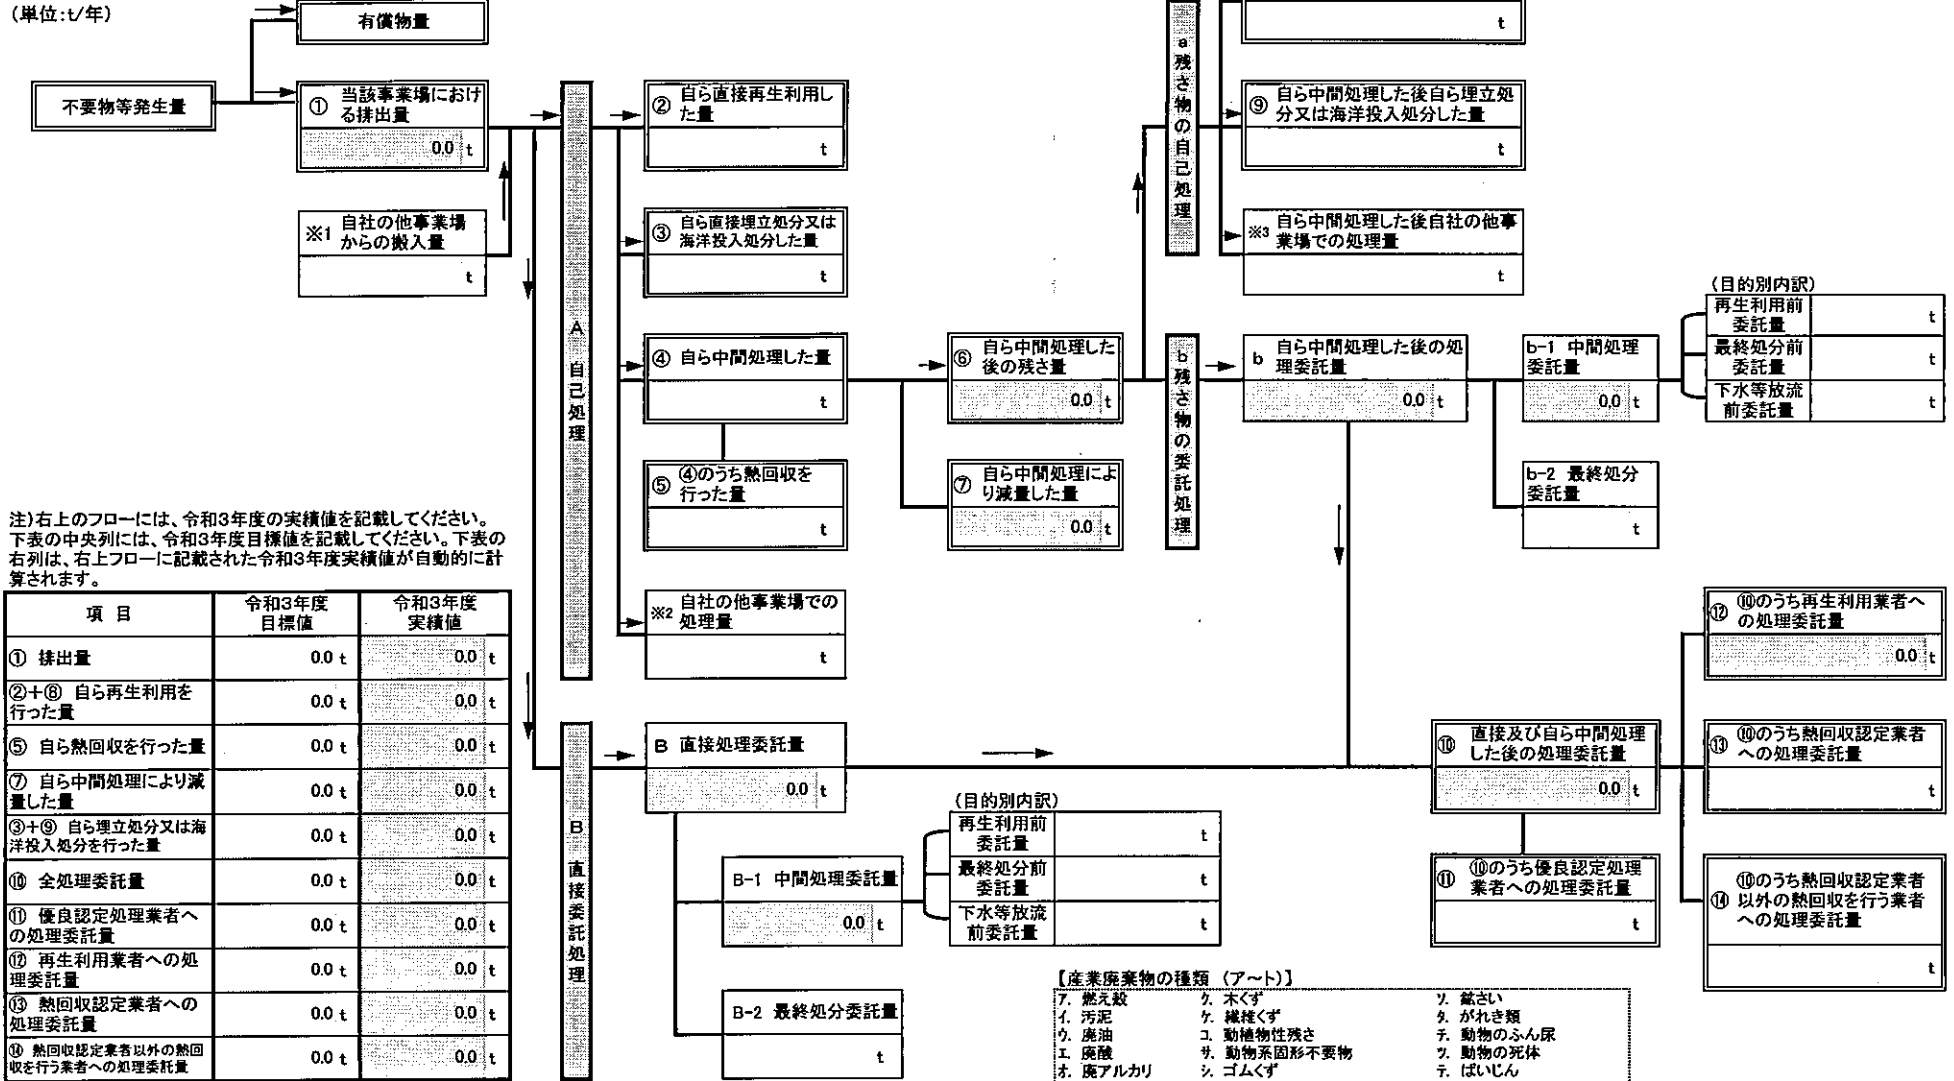 (単位:t/年)
有償物量
不要物等発生量
① 当該事業場におけ
る排出量
0.0 t
※1 自社の他事業場
からの搬入量
t
A 自己処理
② 自ら直接再生利用し
た量
t
③ 自ら直接埋立処分又は
海洋投入処分した量
t
④ 自ら中間処理した量
t
⑤ ④のうち熱回収を
行った量
t
※2 自社の他事業場での
処理量
t
⑥ 自ら中間処理した
後の残さ量
0.0 t
⑦ 自ら中間処理によ
り減量した量
0.0 t
a 残さ物の自己処理
t
⑨ 自ら中間処理した後自ら埋立処
分又は海洋投入処分した量
t
※3 自ら中間処理した後自社の他事
業場での処理量
t
b 残さ物の委託処理
b 自ら中間処理した後の処
理委託量
0.0 t
b-1 中間処理
委託量
0.0 t
(目的別内訳)
再生利用前
委託量 t
最終処分前
委託量 t
下水等放流
前委託量 t
b-2 最終処分
委託量
t
注)右上のフローには、令和3年度の実績値を記載してください。
下表の中央列には、令和3年度目標値を記載してください。下表の
右列は、右上フローに記載された令和3年度実績値が自動的に計
算されます。
項 目 令和3年度 目標値 令和3年度 実績値
① 排出量 0.0 t 0.0 t
②+⑧ 自ら再生利用を
行った量 0.0 t 0.0 t
⑤ 自ら熱回収を行った量 0.0 t 0.0 t
⑦ 自ら中間処理により減
量した量 0.0 t 0.0 t
③+⑨ 自ら埋立処分又は海
洋投入処分を行った量 0.0 t 0.0 t
⑩ 全処理委託量 0.0 t 0.0 t
⑪ 優良認定処理業者へ
の処理委託量 0.0 t 0.0 t
⑫ 再生利用業者への処
理委託量 0.0 t 0.0 t
⑬ 熱回収認定業者への
処理委託量 0.0 t 0.0 t
⑭ 熱回収認定業者以外の熱回
収を行う業者への処理委託量 0.0 t 0.0 t
B 直接委託処理
B 直接処理委託量
0.0 t
B-1 中間処理委託量
0.0 t
(目的別内訳)
再生利用前
委託量 t
最終処分前
委託量 t
下水等放流
前委託量 t
B-2 最終処分委託量
t
⑩ 直接及び自ら中間処理
した後の処理委託量
0.0 t
⑪ ⑩のうち優良認定処理
業者への処理委託量
t
⑫ ⑩のうち再生利用業者へ
の処理委託量
0.0 t
⑬ ⑩のうち熱回収認定業者
への処理委託量
t
⑭ ⑩のうち熱回収認定業者
以外の熱回収を行う業者
への処理委託量
t
【産業廃棄物の種類 (ア~ト)】
ア. 燃え殻 ク. 木くず ソ. 鉱さい
イ. 汚泥 ケ. 繊維くず タ. がれき類
ウ. 廃油 コ. 動植物性残さ チ. 動物のふん尿
エ. 廃酸 サ. 動物系固形不要物 ツ. 動物の死体
オ. 廃アルカリ シ. ゴムくず テ. ばいじん